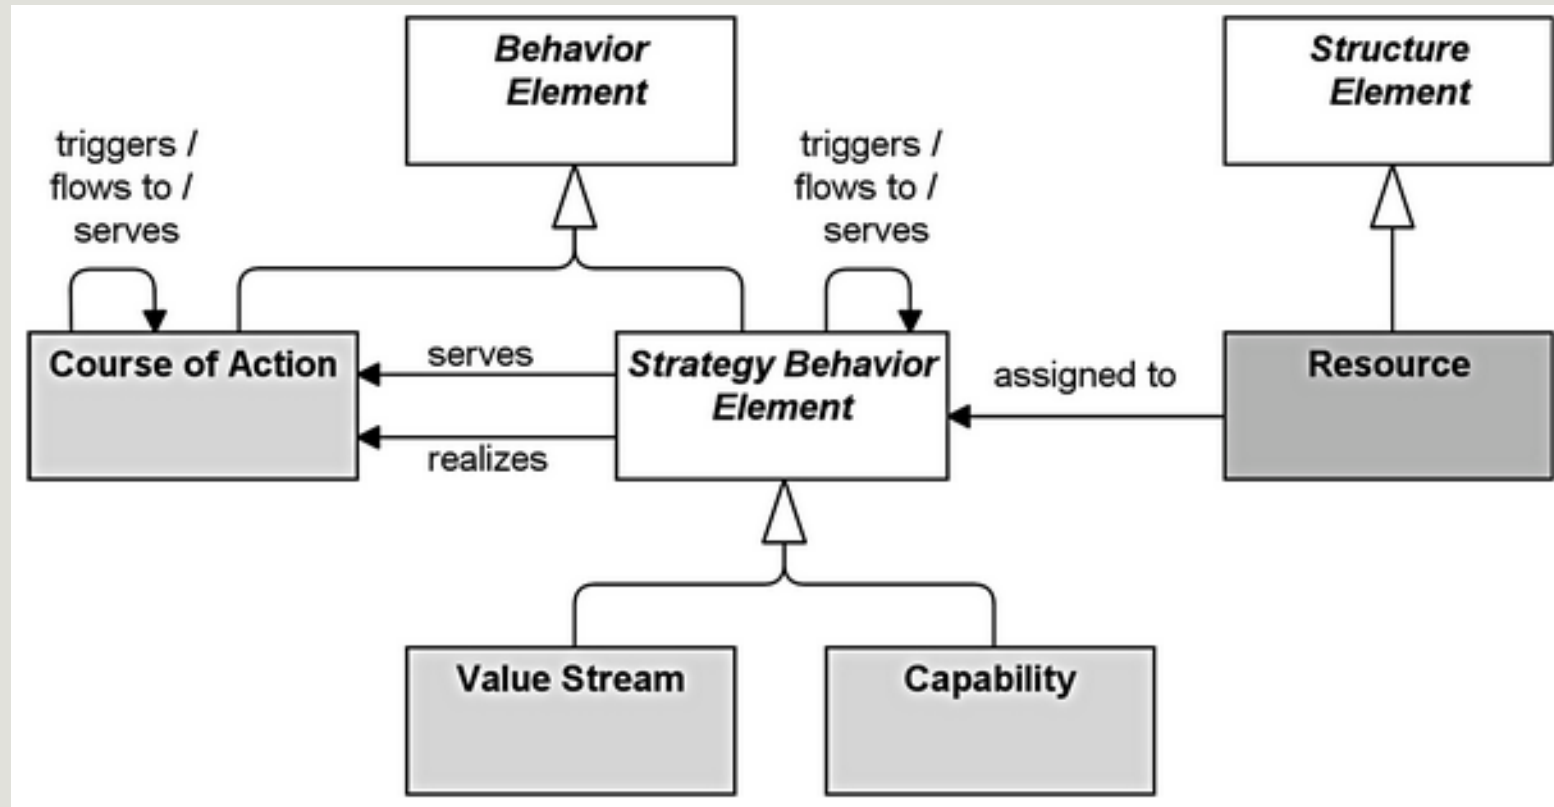 Behavior
Element
Structure
Element
triggers /
flows to /
serves
triggers /
flows to /
serves
Course of Action
serves
realizes
Strategy Behavior
Element
assigned to
Resource
Value Stream
Capability